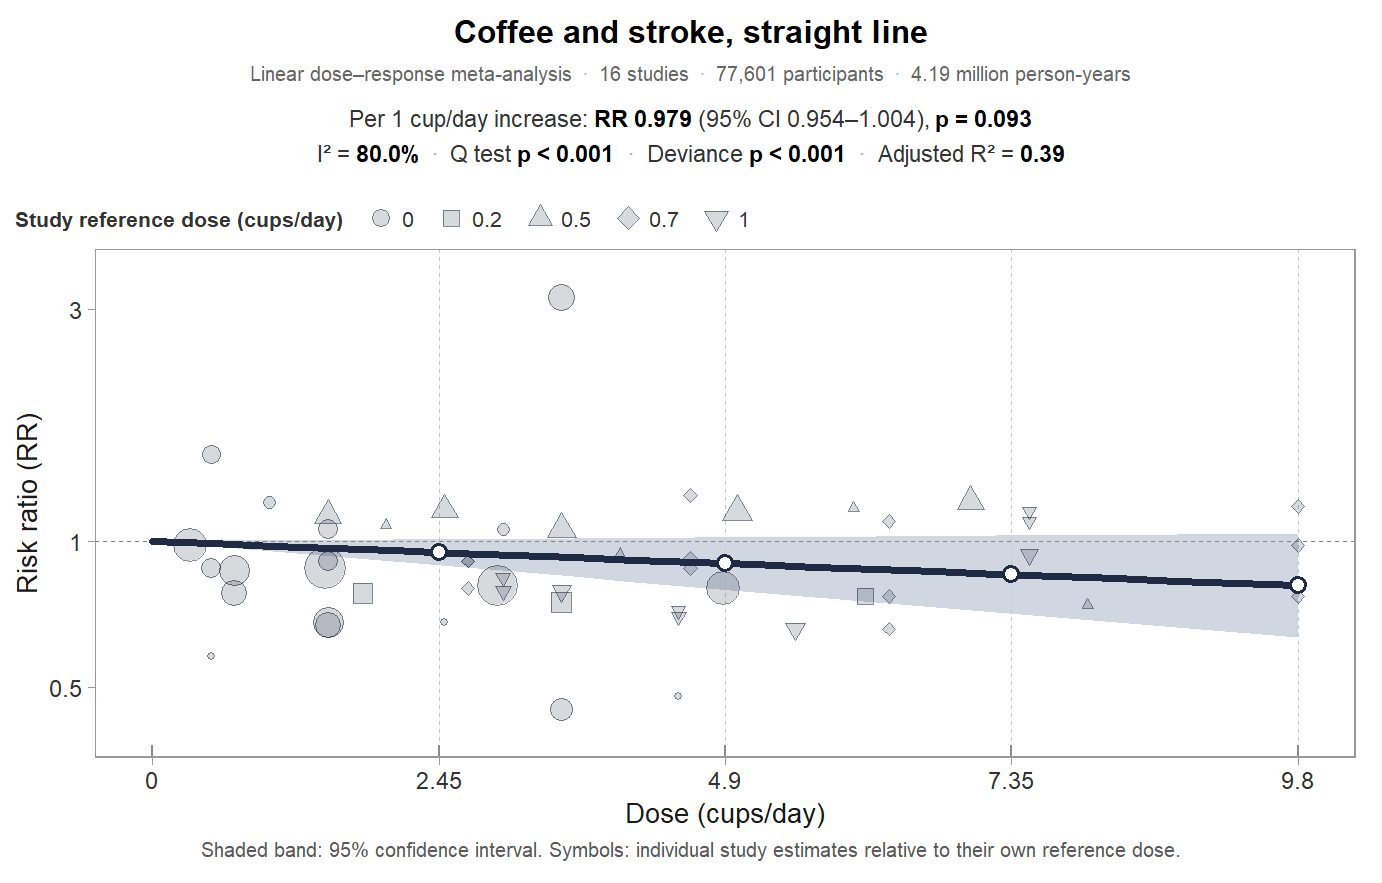 Coffee and stroke, straight line
Linear dose–response meta-analysis · 16 studies · 77,601 participants · 4.19 million person-years
Per 1 cup/day increase: RR 0.979 (95% CI 0.954–1.004), p = 0.093
I² = 80.0% · Q test p < 0.001 · Deviance p < 0.001 · Adjusted R² = 0.39
Study reference dose (cups/day) 0 0.2 0.5 0.7 1
Risk ratio (RR)
3
1
0.5
0 2.45 4.9 7.35 9.8
Dose (cups/day)
Shaded band: 95% confidence interval. Symbols: individual study estimates relative to their own reference dose.